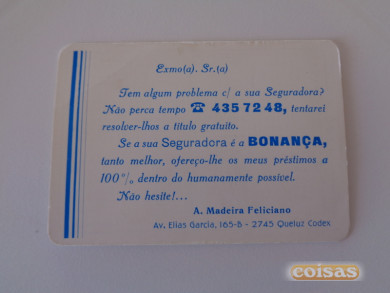 Exmo(a). Sr.(a)
Tem algum problema c/ a sua Seguradora?
Não perca tempo ☎ 435 72 48, tentarei
resolver-lhos a título gratuito.
Se a sua Seguradora é a BONANÇA,
tanto melhor, ofereço-lhe os meus préstimos a
100% dentro do humanamente possível.
Não hesite!...
A. Madeira Feliciano
Av. Elias Garcia, 165-B - 2745 Queluz Codex
coisas